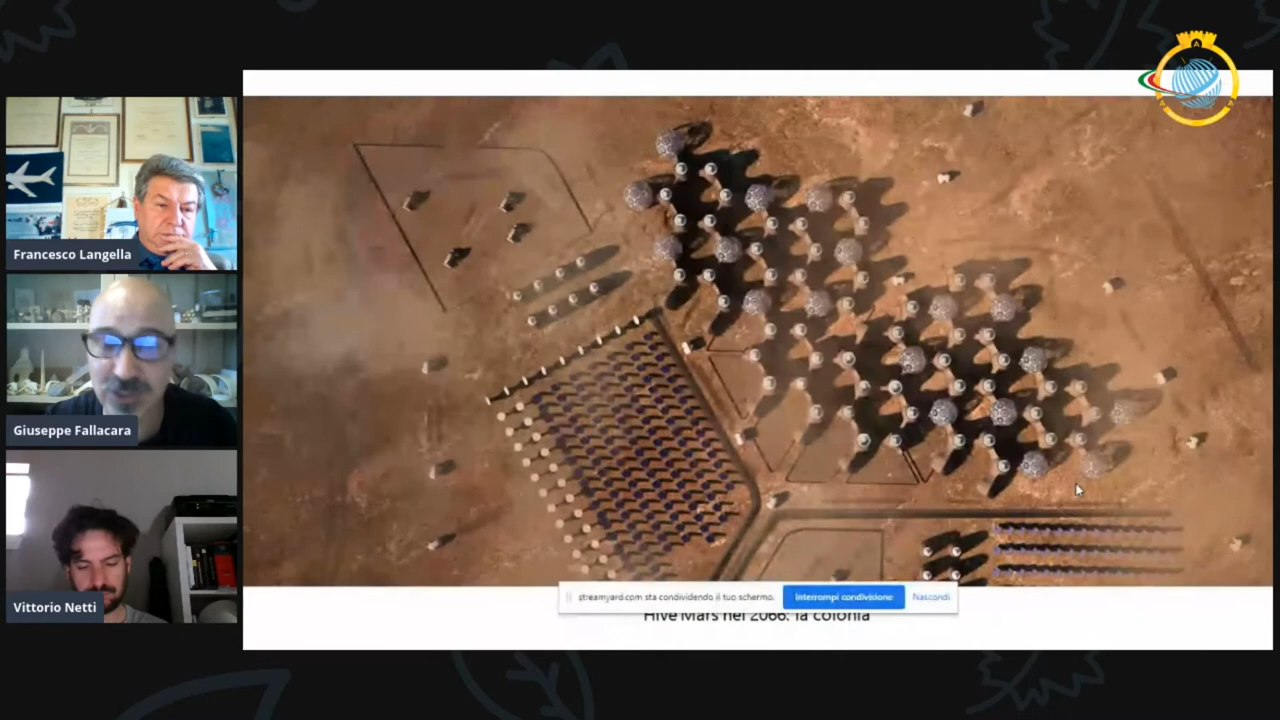 Francesco Langella
Giuseppe Fallacara
Vittorio Netti
streamyard.com sta condividendo il tuo schermo.
Interrompi condivisione
Nascondi
Hive Mars nel 2066: la colonia